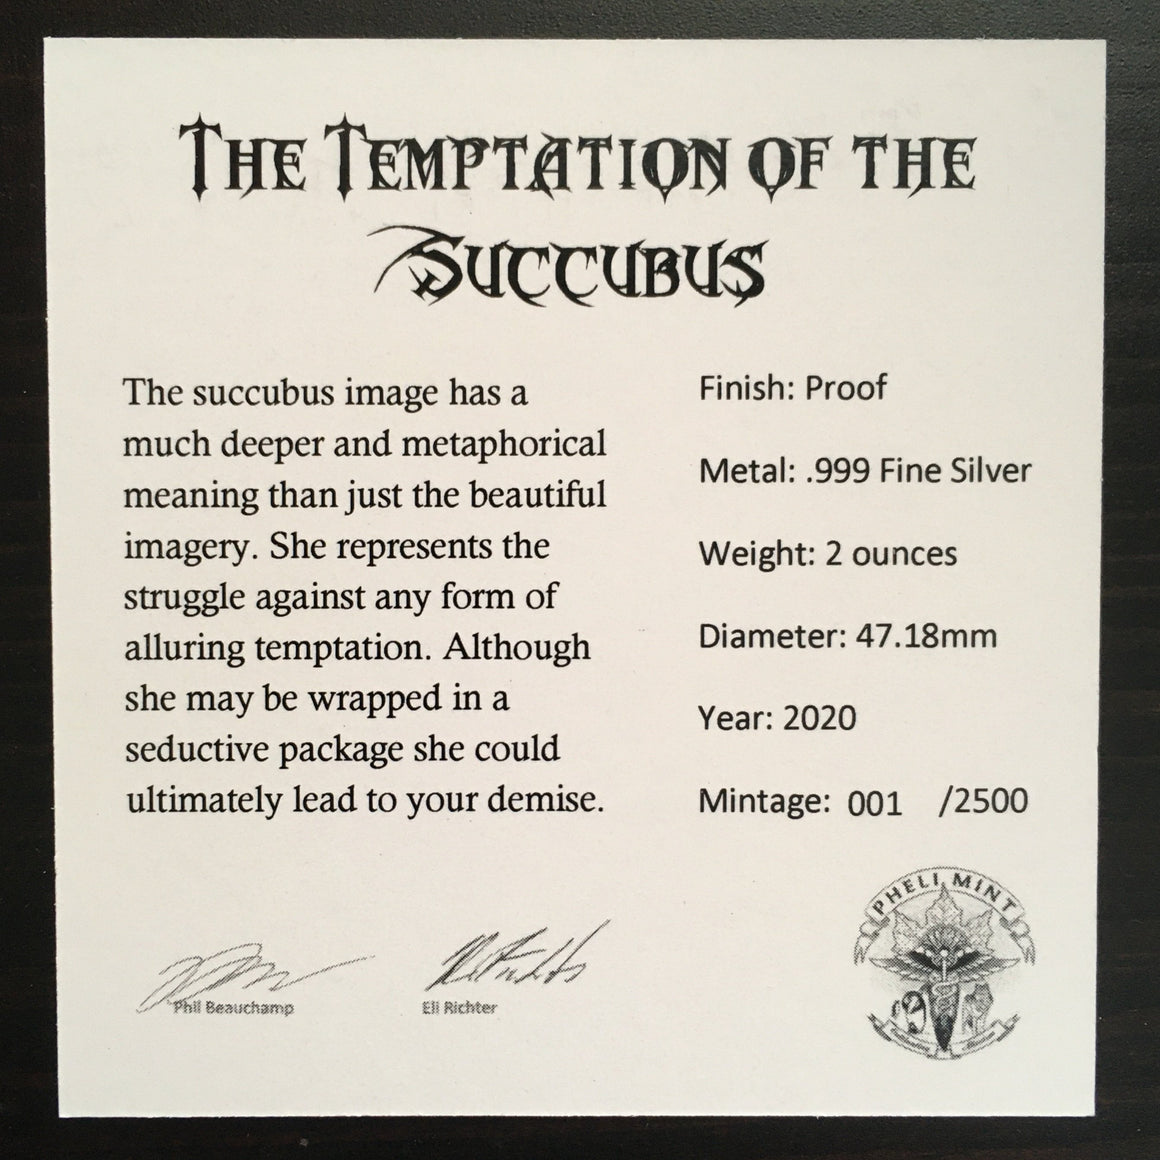 The Temptation of the
Succubus
The succubus image has a
much deeper and metaphorical
meaning than just the beautiful
imagery. She represents the
struggle against any form of
alluring temptation. Although
she may be wrapped in a
seductive package she could
ultimately lead to your demise.
Finish: Proof
Metal: .999 Fine Silver
Weight: 2 ounces
Diameter: 47.18mm
Year: 2020
Mintage: 001 /2500
Phil Beauchamp
Eli Richter
PHELI MINT